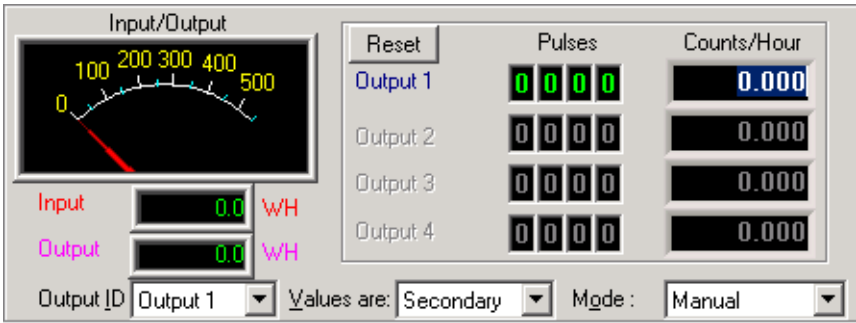 Input/Output
0 100 200 300 400 500
Input 0.0 WH
Output 0.0 WH
Reset Pulses Counts/Hour
Output 1 0 0 0 0 0.000
Output 2 0 0 0 0 0.000
Output 3 0 0 0 0 0.000
Output 4 0 0 0 0 0.000
Output ID Output 1 Values are: Secondary Mode : Manual